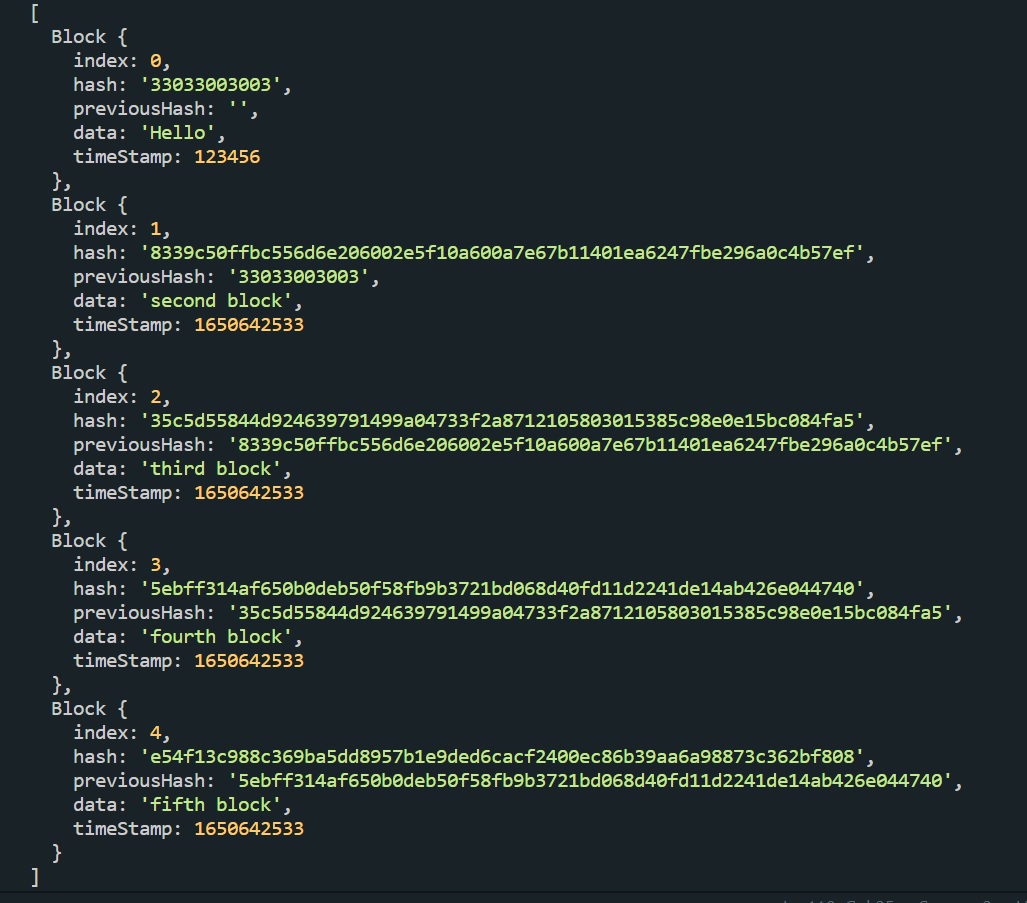 [
  Block {
    index: 0,
    hash: '33033003003',
    previousHash: '',
    data: 'Hello',
    timeStamp: 123456
  },
  Block {
    index: 1,
    hash: '8339c50ffbc556d6e206002e5f10a600a7e67b11401ea6247fbe296a0c4b57ef',
    previousHash: '33033003003',
    data: 'second block',
    timeStamp: 1650642533
  },
  Block {
    index: 2,
    hash: '35c5d55844d924639791499a04733f2a8712105803015385c98e0e15bc084fa5',
    previousHash: '8339c50ffbc556d6e206002e5f10a600a7e67b11401ea6247fbe296a0c4b57ef',
    data: 'third block',
    timeStamp: 1650642533
  },
  Block {
    index: 3,
    hash: '5ebff314af650b0deb50f58fb9b3721bd068d40fd11d2241de14ab426e044740',
    previousHash: '35c5d55844d924639791499a04733f2a8712105803015385c98e0e15bc084fa5',
    data: 'fourth block',
    timeStamp: 1650642533
  },
  Block {
    index: 4,
    hash: 'e54f13c988c369ba5dd8957b1e9ded6cacf2400ec86b39aa6a98873c362bf808',
    previousHash: '5ebff314af650b0deb50f58fb9b3721bd068d40fd11d2241de14ab426e044740',
    data: 'fifth block',
    timeStamp: 1650642533
  }
]